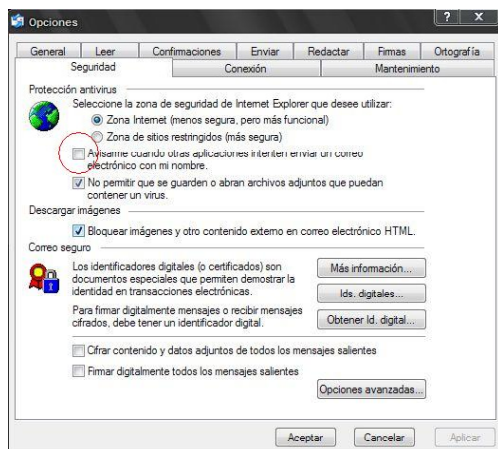 Opciones
? X
General Leer Confirmaciones Enviar Redactar Firmas Ortografía
Seguridad Conexión Mantenimiento
Protección antivirus
Seleccione la zona de seguridad de Internet Explorer que desee
utilizar:
Zona Internet (menos segura, pero más funcional)
Zona de sitios restringidos (más segura)
Avisarme cuando otras aplicaciones intenten enviar un correo
electrónico con mi nombre.
No permitir que se guarden o abran archivos adjuntos que puedan
contener un virus.
Descargar imágenes
Bloquear imágenes y otro contenido externo en correo electrónico HTML.
Correo seguro
Los identificadores digitales (o certificados) son
documentos especiales que permiten demostrar la
identidad en transacciones electrónicas.
Más información...
Ids. digitales...
Para firmar digitalmente mensajes o recibir mensajes
cifrados, debe tener un identificador digital.
Obtener Id. digital...
Cifrar contenido y datos adjuntos de todos los mensajes salientes
Firmar digitalmente todos los mensajes salientes
Opciones avanzadas...
Aceptar Cancelar Aplicar